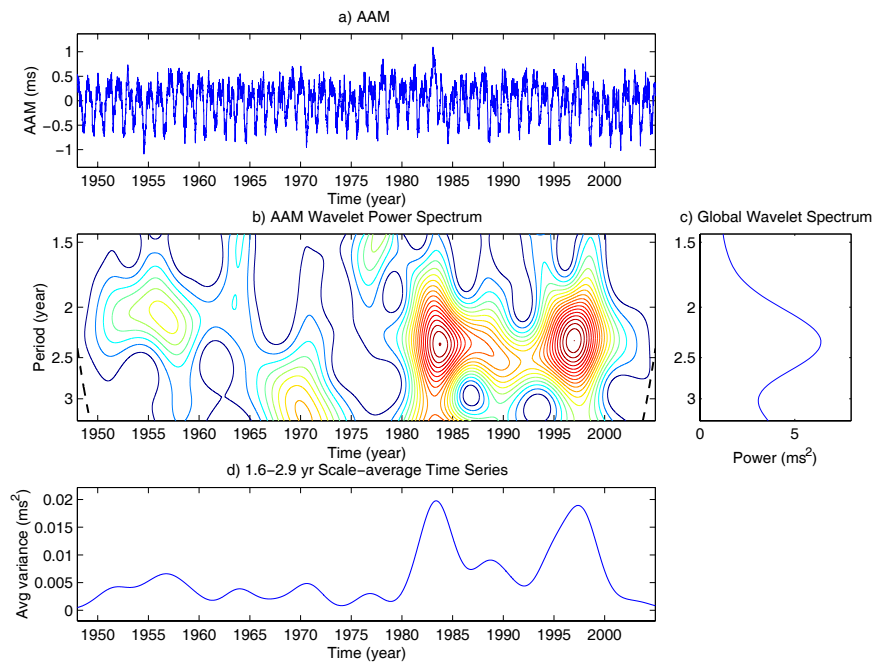 a) AAM
1
0.5
0
−0.5
−1
AAM (ms)
1950 1955 1960 1965 1970 1975 1980 1985 1990 1995 2000
Time (year)
b) AAM Wavelet Power Spectrum
1.5
2
2.5
3
Period (year)
1950 1955 1960 1965 1970 1975 1980 1985 1990 1995 2000
Time (year)
c) Global Wavelet Spectrum
1.5
2
2.5
3
0 5
Power (ms²)
d) 1.6−2.9 yr Scale−average Time Series
0.02
0.015
0.01
0.005
0
Avg variance (ms²)
1950 1955 1960 1965 1970 1975 1980 1985 1990 1995 2000
Time (year)